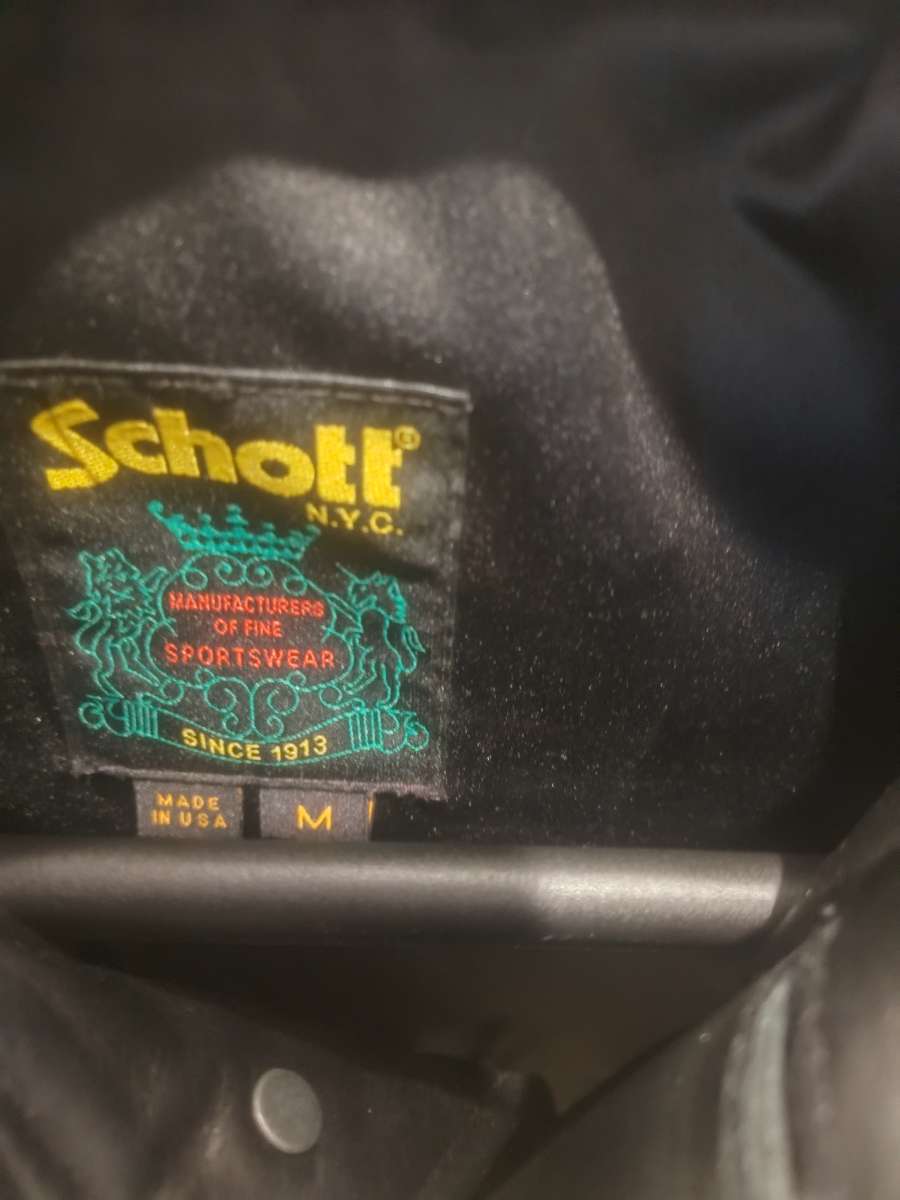 Schott®
N.Y.C.
MANUFACTURERS
OF FINE
SPORTSWEAR
SINCE 1913
MADE
IN USA
M